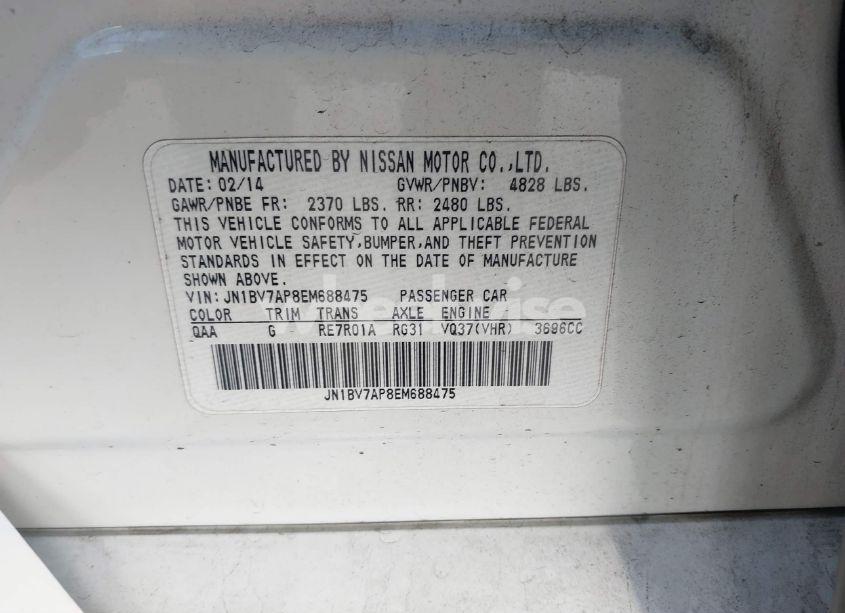 MANUFACTURED BY NISSAN MOTOR CO.,LTD.
DATE: 02/14 GVWR/PNBV: 4828 LBS.
GAWR/PNBE FR: 2370 LBS. RR: 2480 LBS.
THIS VEHICLE CONFORMS TO ALL APPLICABLE FEDERAL
MOTOR VEHICLE SAFETY,BUMPER,AND THEFT PREVENTION
STANDARDS IN EFFECT ON THE DATE OF MANUFACTURE
SHOWN ABOVE.
VIN: JN1BV7AP8EM688475 PASSENGER CAR
COLOR TRIM TRANS AXLE ENGINE
QAA G RE7R01A RG31 VQ37(VHR) 3696CC
JN1BV7AP8EM688475